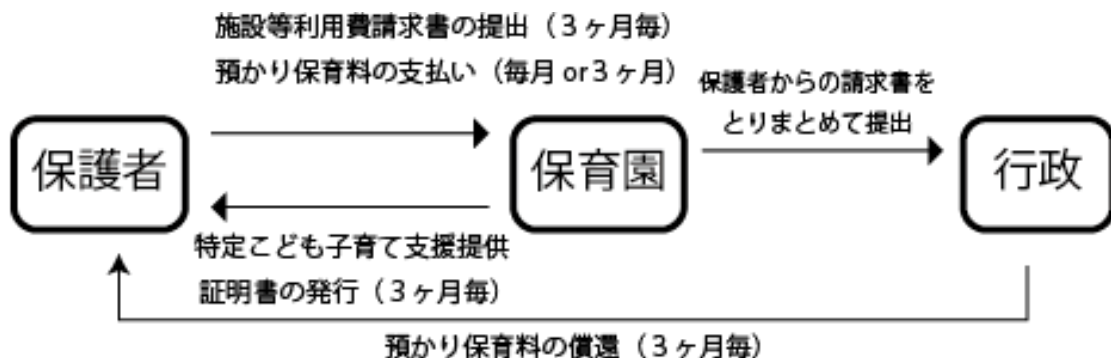 施設等利用費請求書の提出（３ヶ月毎）
預かり保育料の支払い（毎月 or３ヶ月）
保護者からの請求書を
とりまとめて提出
保護者
保育園
行政
特定こども子育て支援提供
証明書の発行（３ヶ月毎）
預かり保育料の償還（３ヶ月毎）